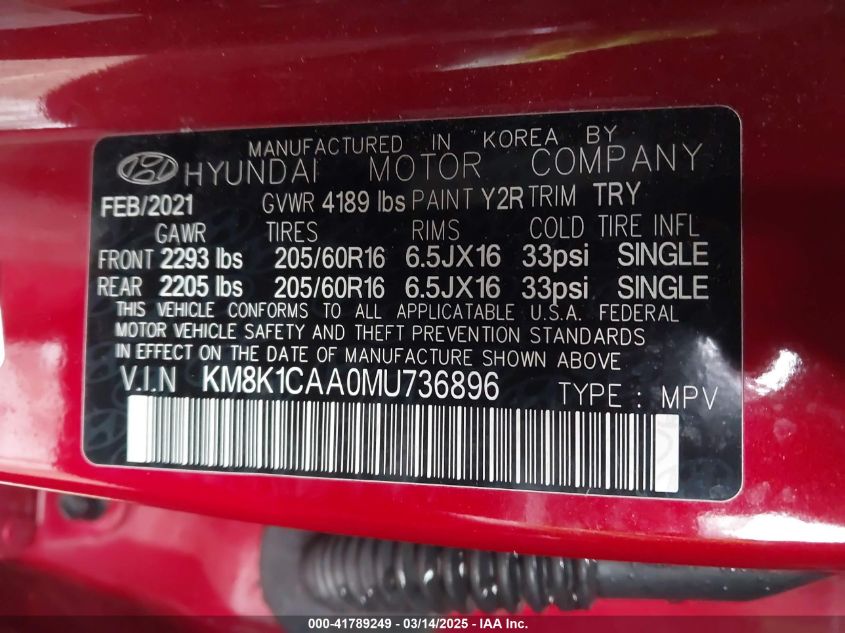 MANUFACTURED IN KOREA BY
HYUNDAI MOTOR COMPANY
FEB/2021 GVWR 4189 lbs PAINT Y2R TRIM TRY
GAWR TIRES RIMS COLD TIRE INFL
FRONT 2293 lbs 205/60R16 6.5JX16 33psi SINGLE
REAR 2205 lbs 205/60R16 6.5JX16 33psi SINGLE
THIS VEHICLE CONFORMS TO ALL APPLICATABLE U.S.A. FEDERAL
MOTOR VEHICLE SAFETY AND THEFT PREVENTION STANDARDS
IN EFFECT ON THE DATE OF MANUFACTURE SHOWN ABOVE
V.I.N KM8K1CAA0MU736896 TYPE : MPV
000-41789249 - 03/14/2025 - IAA Inc.